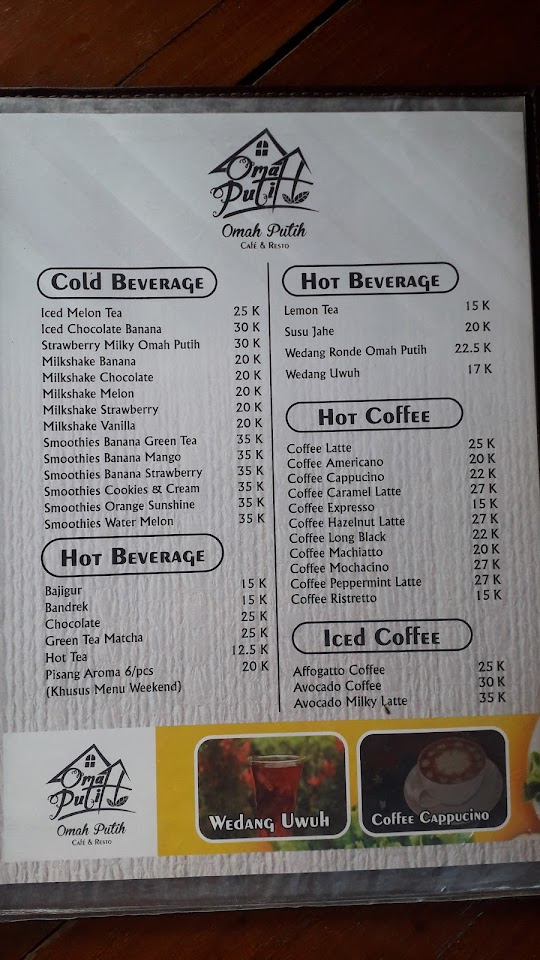 Oma
Putih
Omah Putih
Café & Resto
Cold Beverage
Iced Melon Tea 25 K
Iced Chocolate Banana 30 K
Strawberry Milky Omah Putih 30 K
Milkshake Banana 20 K
Milkshake Chocolate 20 K
Milkshake Melon 20 K
Milkshake Strawberry 20 K
Milkshake Vanilla 20 K
Smoothies Banana Green Tea 35 K
Smoothies Banana Mango 35 K
Smoothies Banana Strawberry 35 K
Smoothies Cookies & Cream 35 K
Smoothies Orange Sunshine 35 K
Smoothies Water Melon 35 K
Hot Beverage
Bajigur 15 K
Bandrek 15 K
Chocolate 25 K
Green Tea Matcha 25 K
Hot Tea 12.5 K
Pisang Aroma 6/pcs 20 K
(Khusus Menu Weekend)
Hot Beverage
Lemon Tea 15 K
Susu Jahe 20 K
Wedang Ronde Omah Putih 22.5 K
Wedang Uwuh 17 K
Hot Coffee
Coffee Latte 25 K
Coffee Americano 20 K
Coffee Cappucino 22 K
Coffee Caramel Latte 27 K
Coffee Expresso 15 K
Coffee Hazelnut Latte 27 K
Coffee Long Black 22 K
Coffee Machiatto 20 K
Coffee Mochacino 27 K
Coffee Peppermint Latte 27 K
Coffee Ristretto 15 K
Iced Coffee
Affogatto Coffee 25 K
Avocado Coffee 30 K
Avocado Milky Latte 35 K
Oma
Putih
Omah Putih
Café & Resto
Wedang Uwuh
Coffee Cappucino